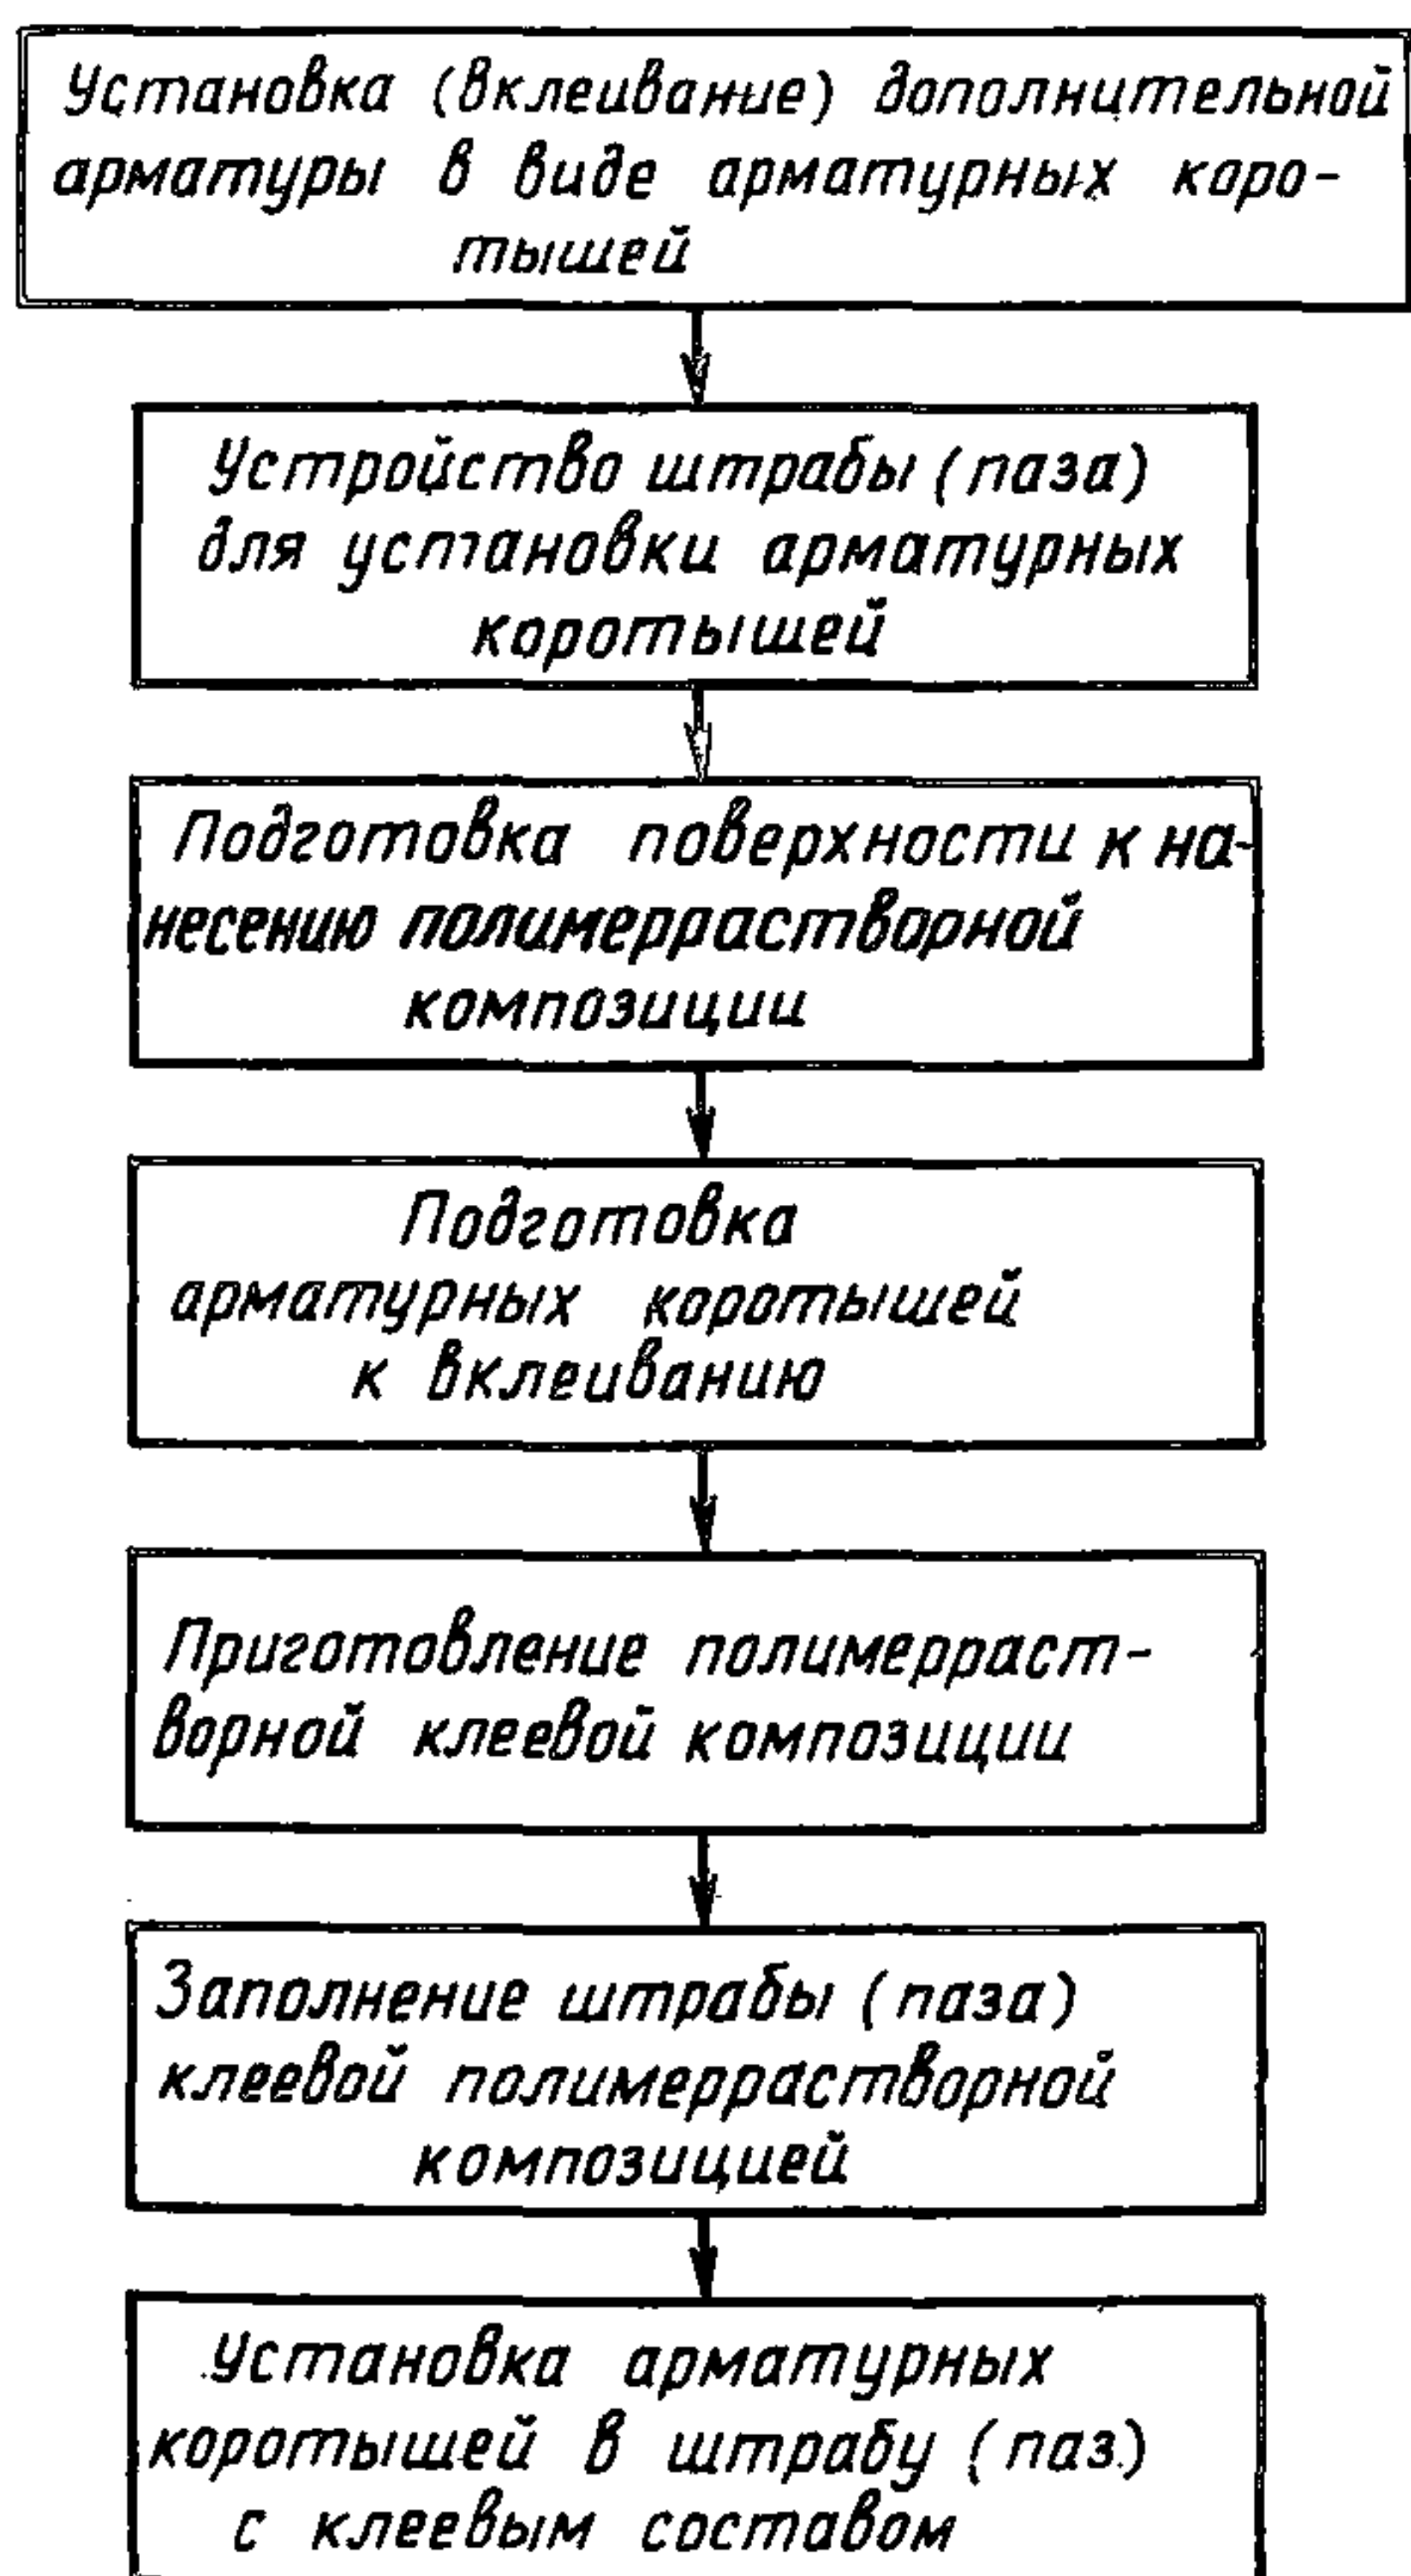 Установка (вклеивание) дополнительной
арматуры в виде арматурных коро-
тышей
Устройство штрабы (паза)
для установки арматурных
коротышей
Подготовка поверхности к на-
несению полимеррастворной
композиции
Подготовка
арматурных коротышей
к вклеиванию
Приготовление полимерраст-
ворной клеевой композиции
Заполнение штрабы (паза)
клеевой полимеррастворной
композицией
Установка арматурных
коротышей в штрабу (паз)
с клеевым составом